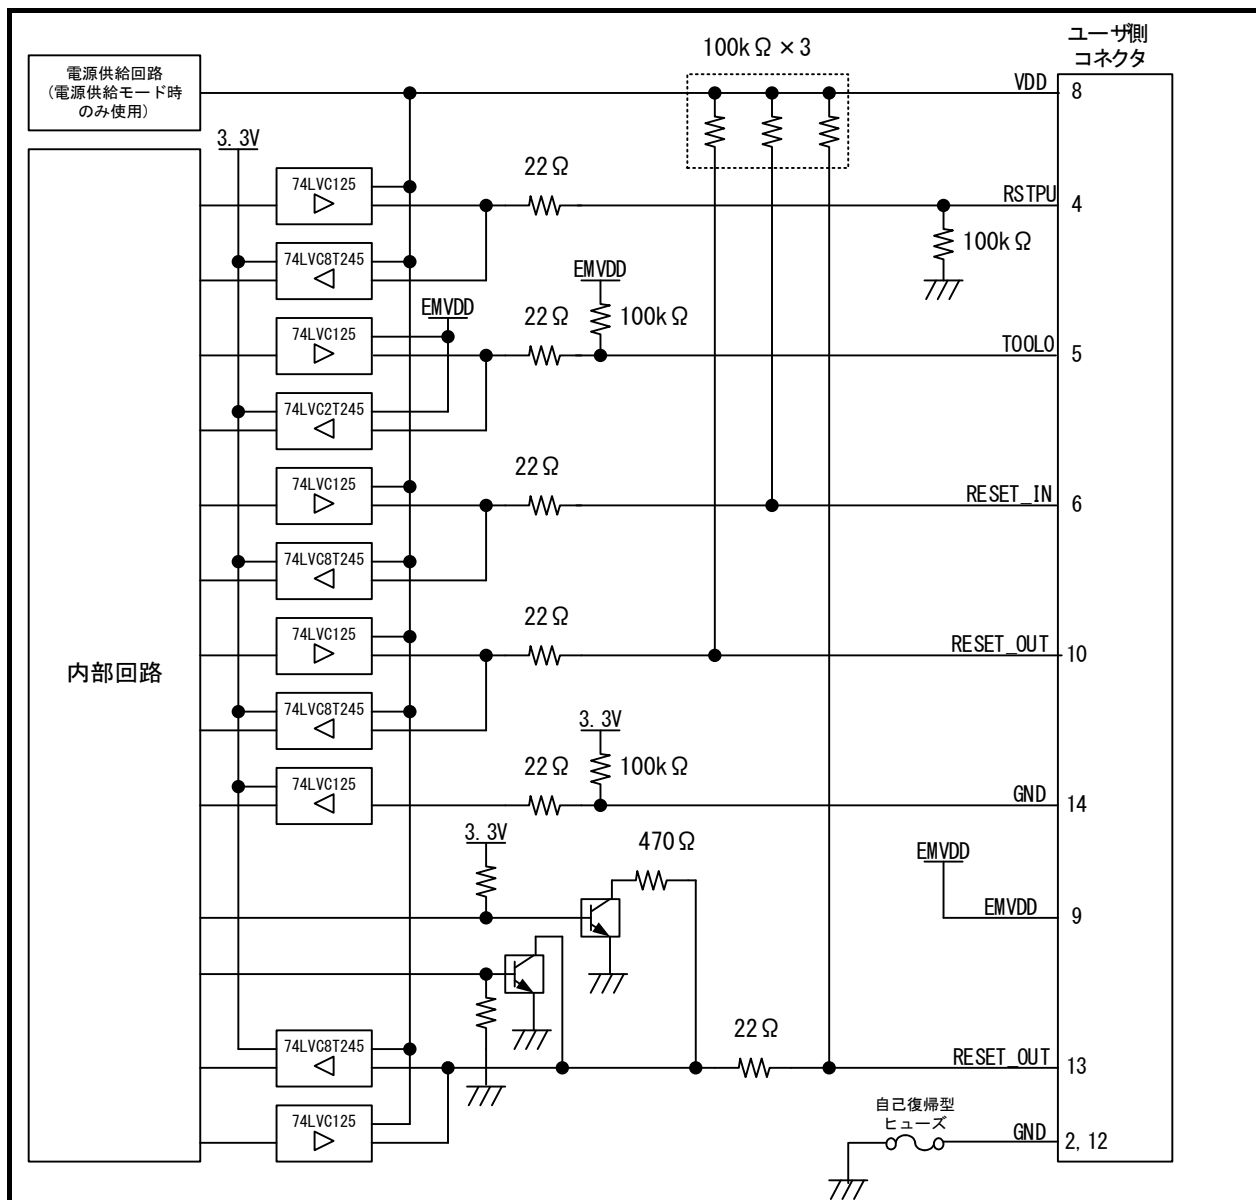 ユーザ側
コネクタ
電源供給回路
(電源供給モード時
のみ使用)
100kΩ×3
VDD
8
3.3V
74LVC125
22Ω
RSTPU
4
74LVC8T245
100kΩ
EMVDD
EMVDD
74LVC125
22Ω
100kΩ
TOOL0
5
74LVC2T245
74LVC125
22Ω
RESET_IN
6
74LVC8T245
74LVC125
22Ω
RESET_OUT
10
内部回路
74LVC8T245
3.3V
74LVC125
22Ω
100kΩ
GND
14
3.3V
470Ω
EMVDD
EMVDD
9
74LVC8T245
22Ω
RESET_OUT
13
74LVC125
自己復帰型
ヒューズ
GND
2,12